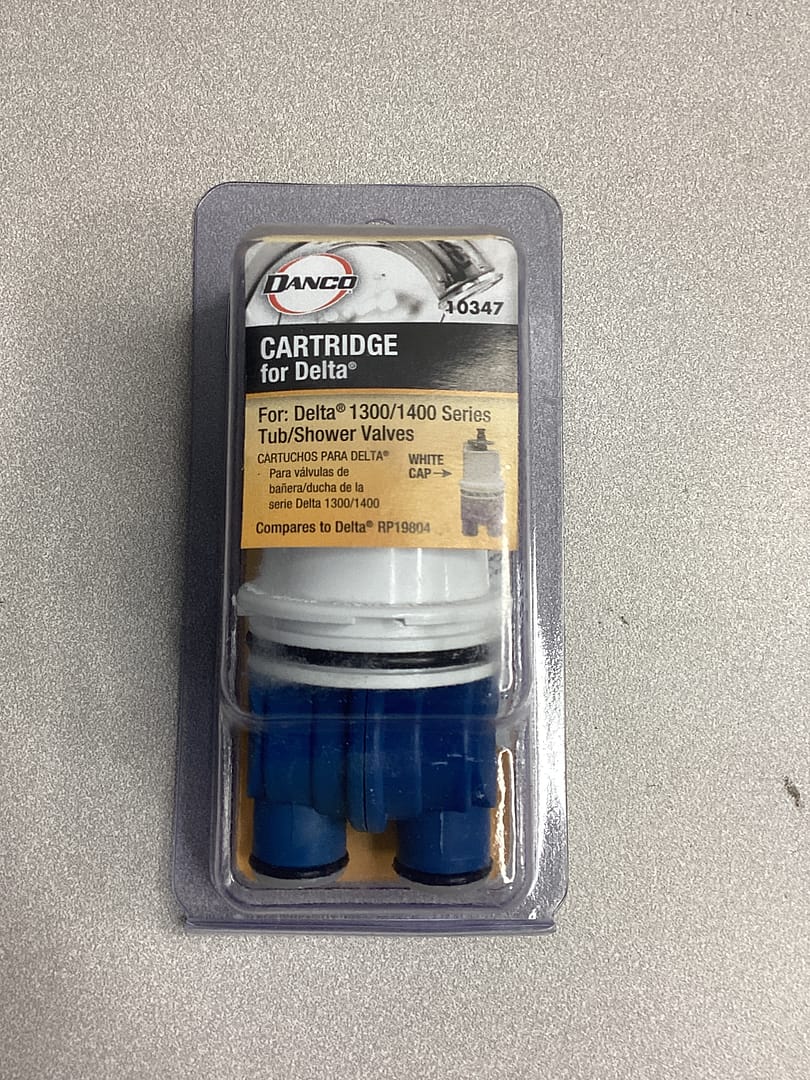 DANCO
10347
CARTRIDGE
for Delta®
For: Delta® 1300/1400 Series
Tub/Shower Valves
CARTUCHOS PARA DELTA®
· Para válvulas de
bañera/ducha de la
serie Delta 1300/1400
WHITE
CAP→
Compares to Delta® RP19804